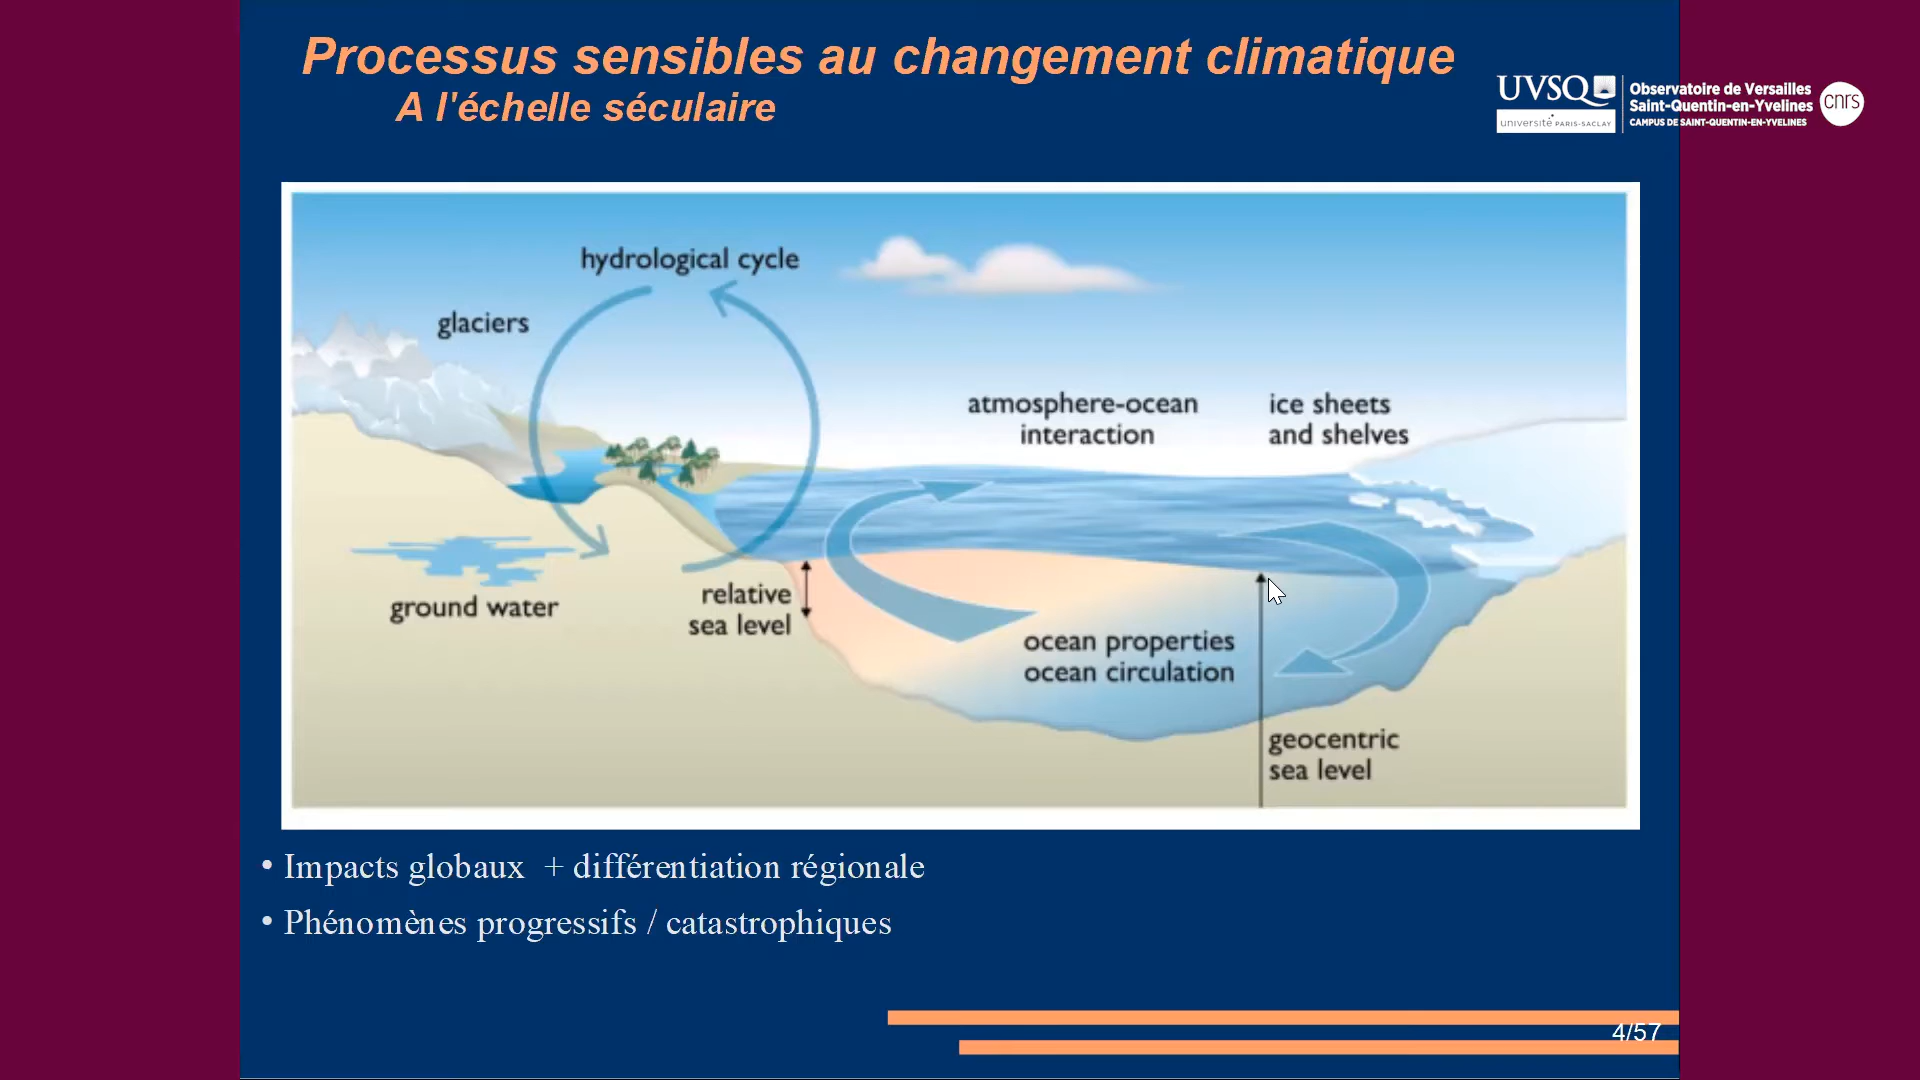 Processus sensibles au changement climatique
A l'échelle séculaire
UVSQ
université PARIS-SACLAY
Observatoire de Versailles
Saint-Quentin-en-Yvelines
CAMPUS DE SAINT-QUENTIN-EN-YVELINES
cnrs
hydrological cycle
glaciers
atmosphere-ocean
interaction
ice sheets
and shelves
ground water
relative
sea level
ocean properties
ocean circulation
geocentric
sea level
• Impacts globaux + différentiation régionale
• Phénomènes progressifs / catastrophiques
4/57